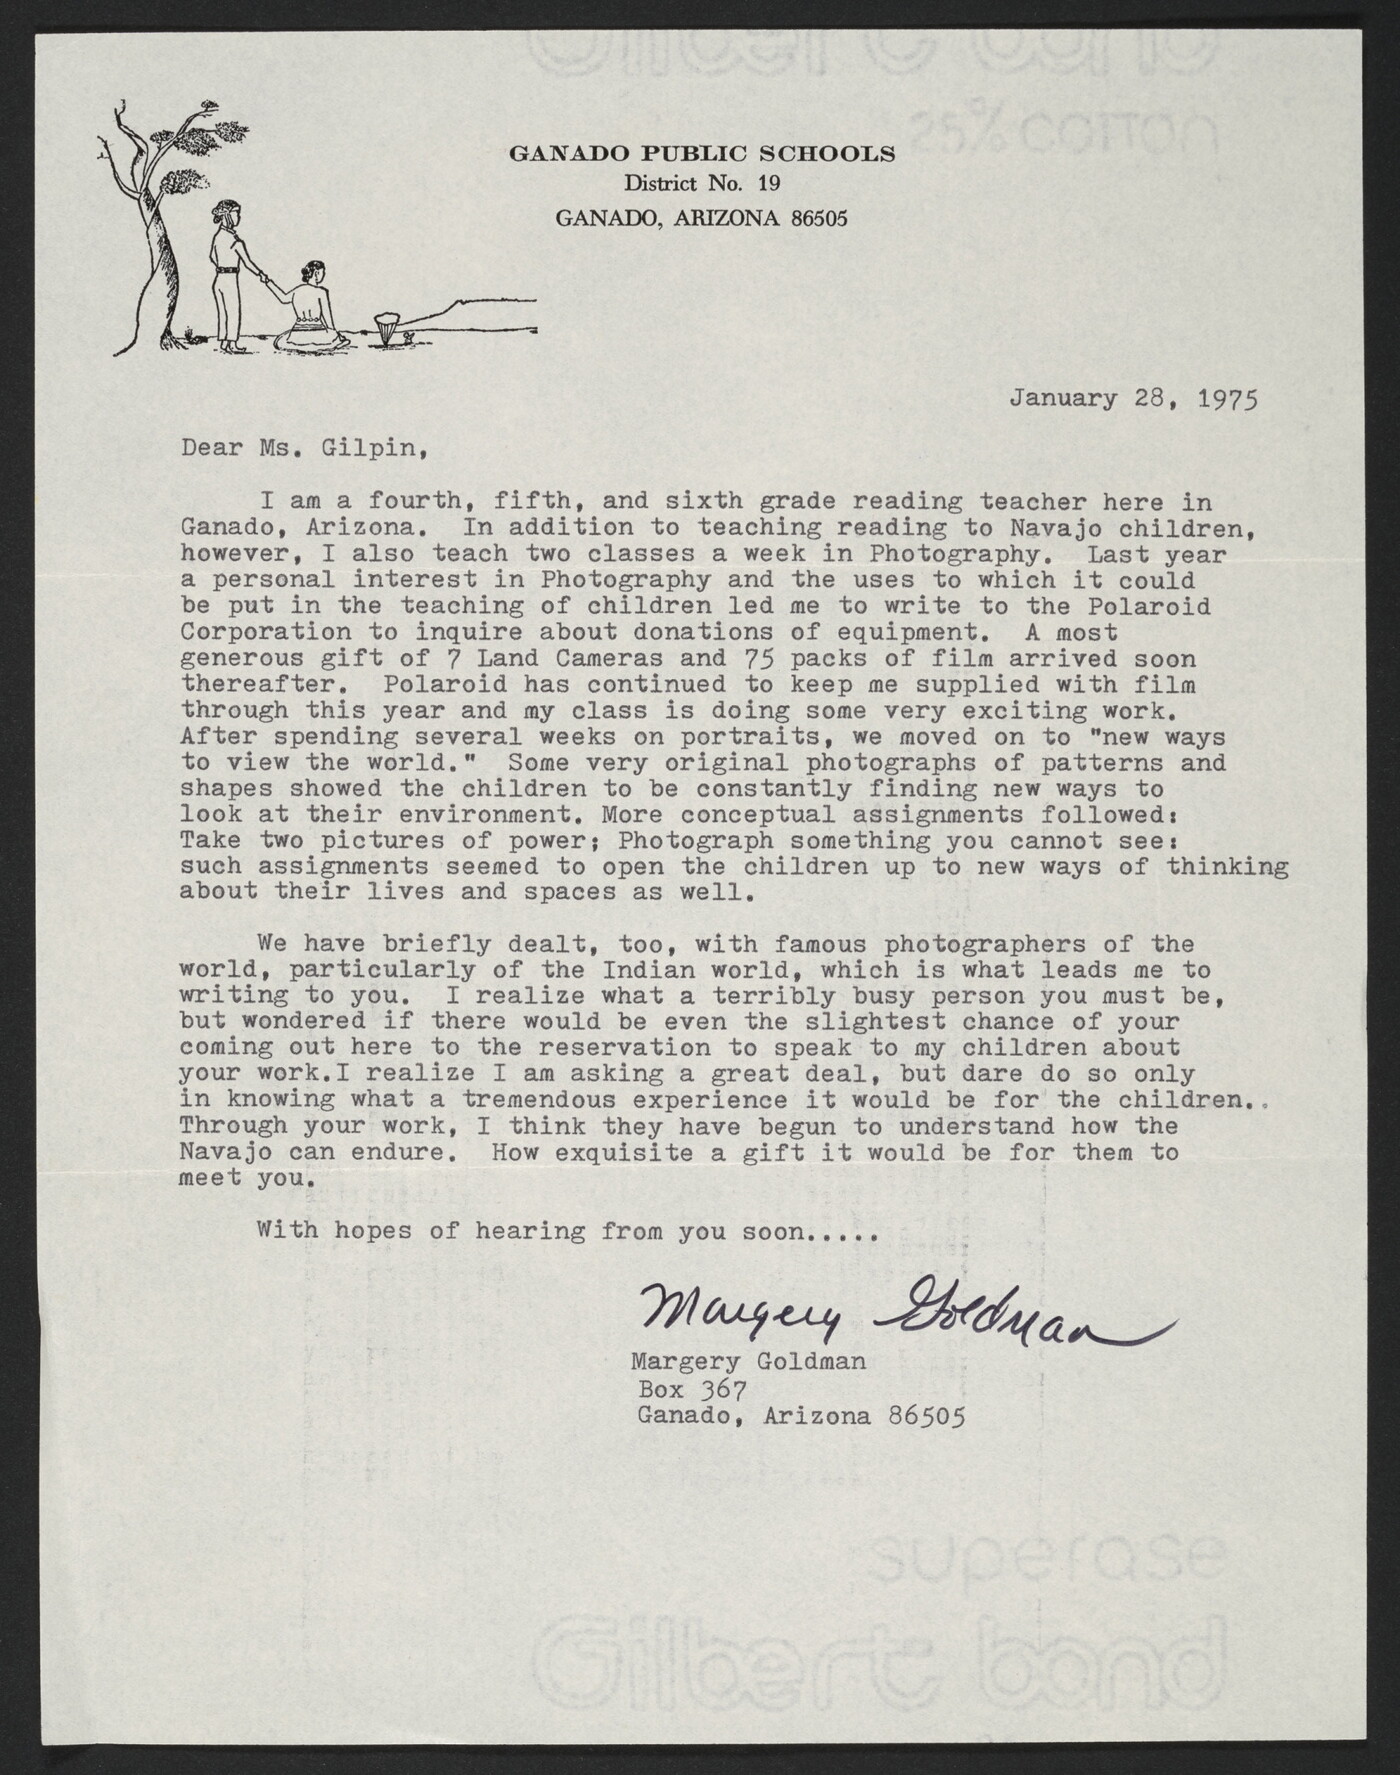 Gilbert bond
25% COTTON
GANADO PUBLIC SCHOOLS
District No. 19
GANADO, ARIZONA 86505
January 28, 1975
Dear Ms. Gilpin,
I am a fourth, fifth, and sixth grade reading teacher here in
Ganado, Arizona. In addition to teaching reading to Navajo children,
however, I also teach two classes a week in Photography. Last year
a personal interest in Photography and the uses to which it could
be put in the teaching of children led me to write to the Polaroid
Corporation to inquire about donations of equipment. A most
generous gift of 7 Land Cameras and 75 packs of film arrived soon
thereafter. Polaroid has continued to keep me supplied with film
through this year and my class is doing some very exciting work.
After spending several weeks on portraits, we moved on to "new ways
to view the world." Some very original photographs of patterns and
shapes showed the children to be constantly finding new ways to
look at their environment. More conceptual assignments followed:
Take two pictures of power; Photograph something you cannot see:
such assignments seemed to open the children up to new ways of thinking
about their lives and spaces as well.
We have briefly dealt, too, with famous photographers of the
world, particularly of the Indian world, which is what leads me to
writing to you. I realize what a terribly busy person you must be,
but wondered if there would be even the slightest chance of your
coming out here to the reservation to speak to my children about
your work.I realize I am asking a great deal, but dare do so only
in knowing what a tremendous experience it would be for the children..
Through your work, I think they have begun to understand how the
Navajo can endure. How exquisite a gift it would be for them to
meet you.
With hopes of hearing from you soon.....
Margery Goldman
Margery Goldman
Box 367
Ganado, Arizona 86505
superase
Gilbert bond